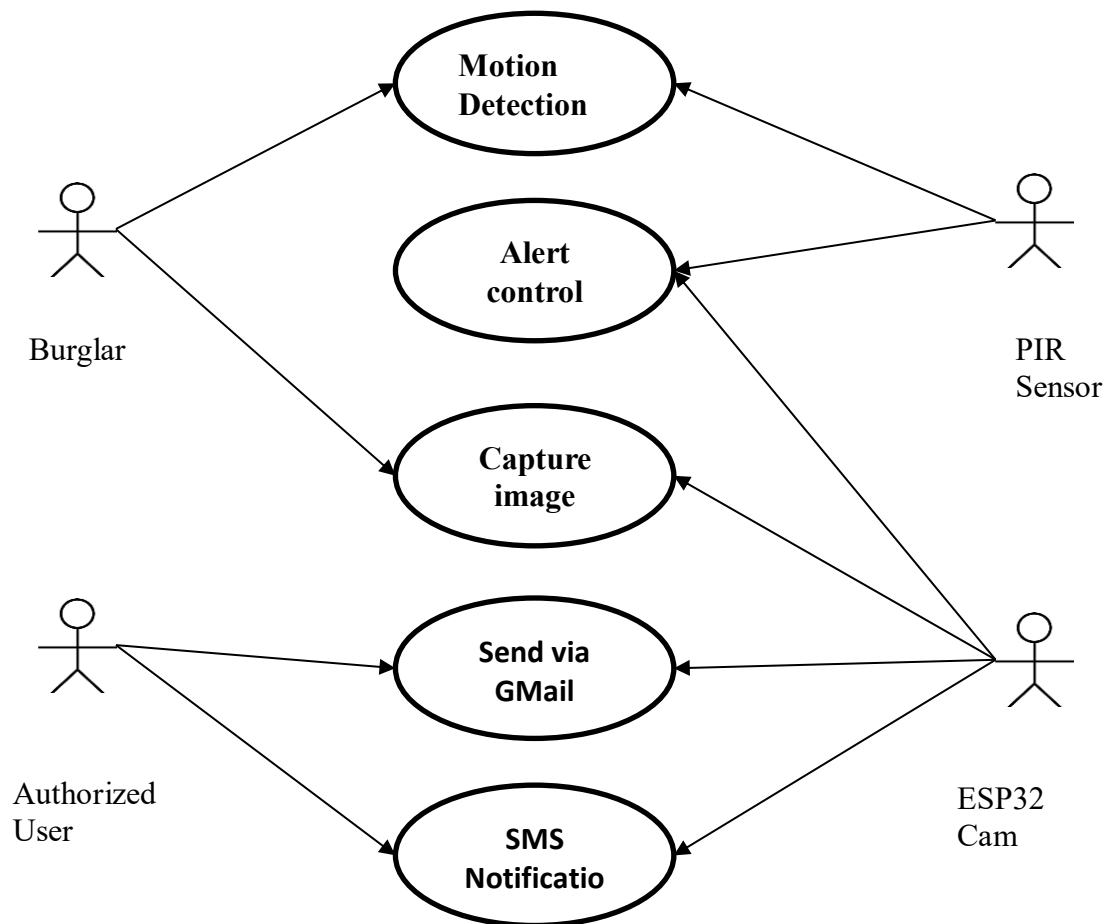 Motion
Detection
Alert
control
Burglar
PIR
Sensor
Capture
image
Send via
GMail
Authorized
User
ESP32
Cam
SMS
Notificatio